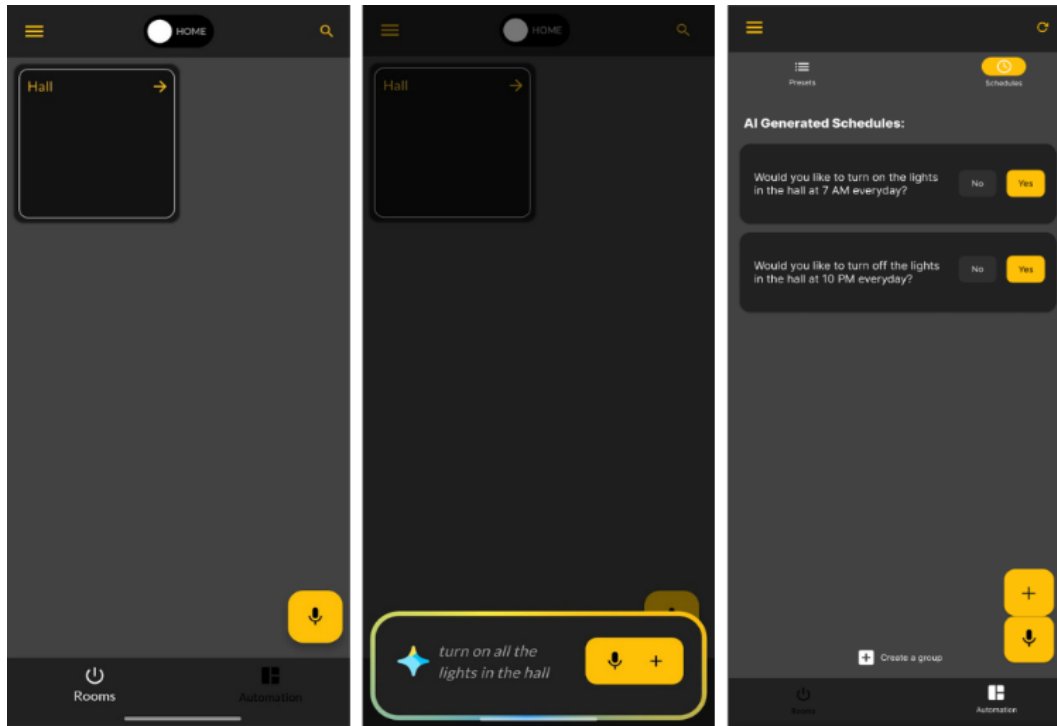 HOME
Hall
Rooms
Automation
HOME
Hall
turn on all the
lights in the hall
Presets
Schedules
AI Generated Schedules:
Would you like to turn on the lights
in the hall at 7 AM everyday?
No
Yes
Would you like to turn off the lights
in the hall at 10 PM everyday?
No
Yes
Create a group
Rooms
Automation